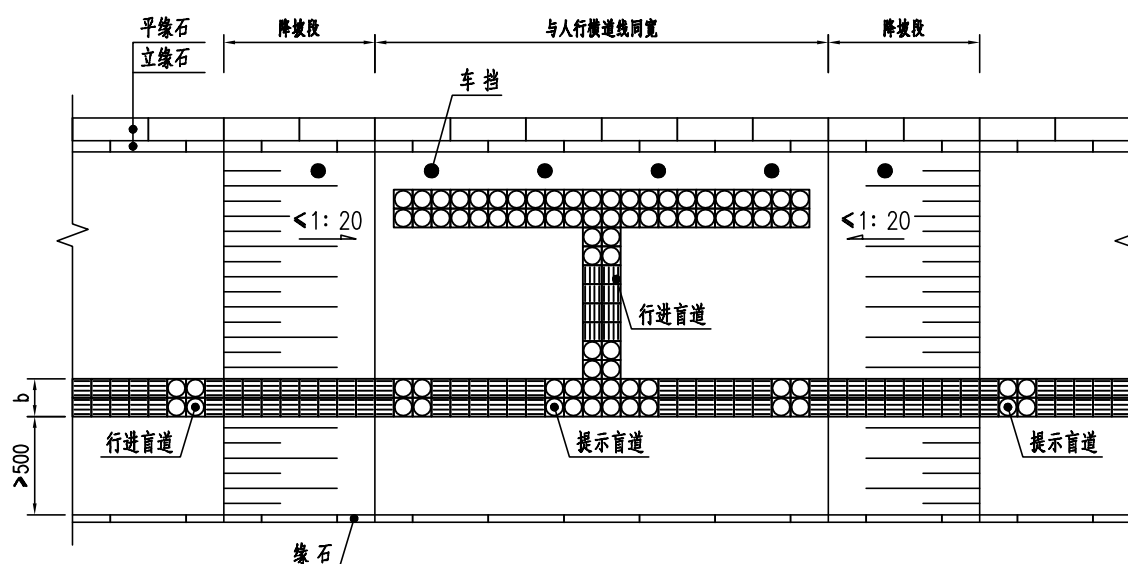 平缘石
立缘石
降坡段
与人行横道线同宽
降坡段
车挡
<1:20
<1:20
行进盲道
b
行进盲道
提示盲道
提示盲道
>500
缘石